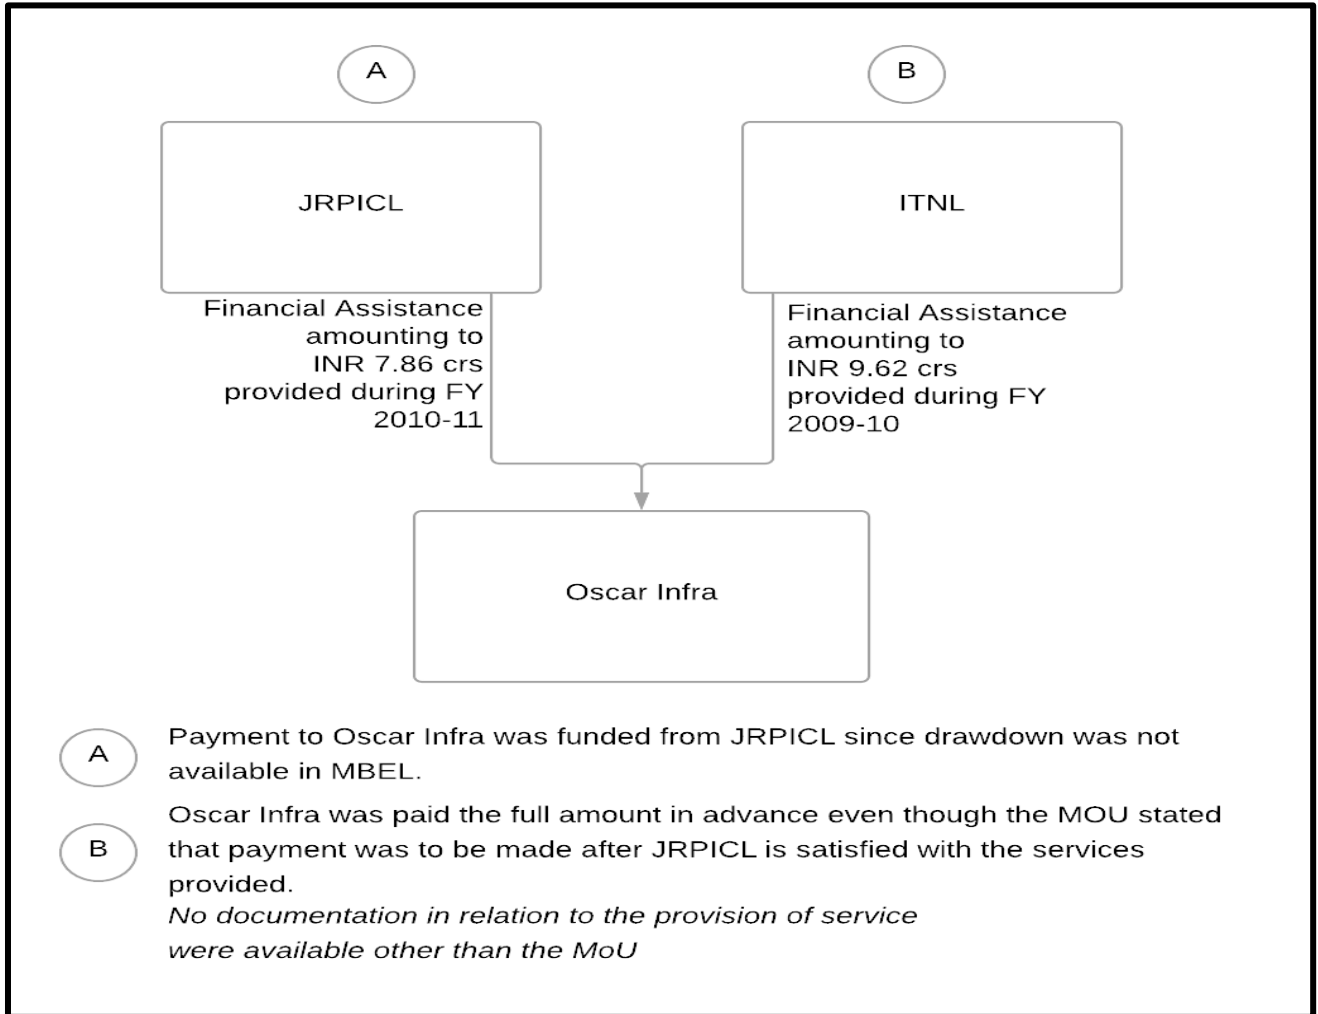 A
B
JRPICL
ITNL
Financial Assistance
amounting to
INR 7.86 crs
provided during FY
2010-11
Financial Assistance
amounting to
INR 9.62 crs
provided during FY
2009-10
Oscar Infra
A
Payment to Oscar Infra was funded from JRPICL since drawdown was not
available in MBEL.
B
Oscar Infra was paid the full amount in advance even though the MOU stated
that payment was to be made after JRPICL is satisfied with the services
provided.
No documentation in relation to the provision of service
were available other than the MoU